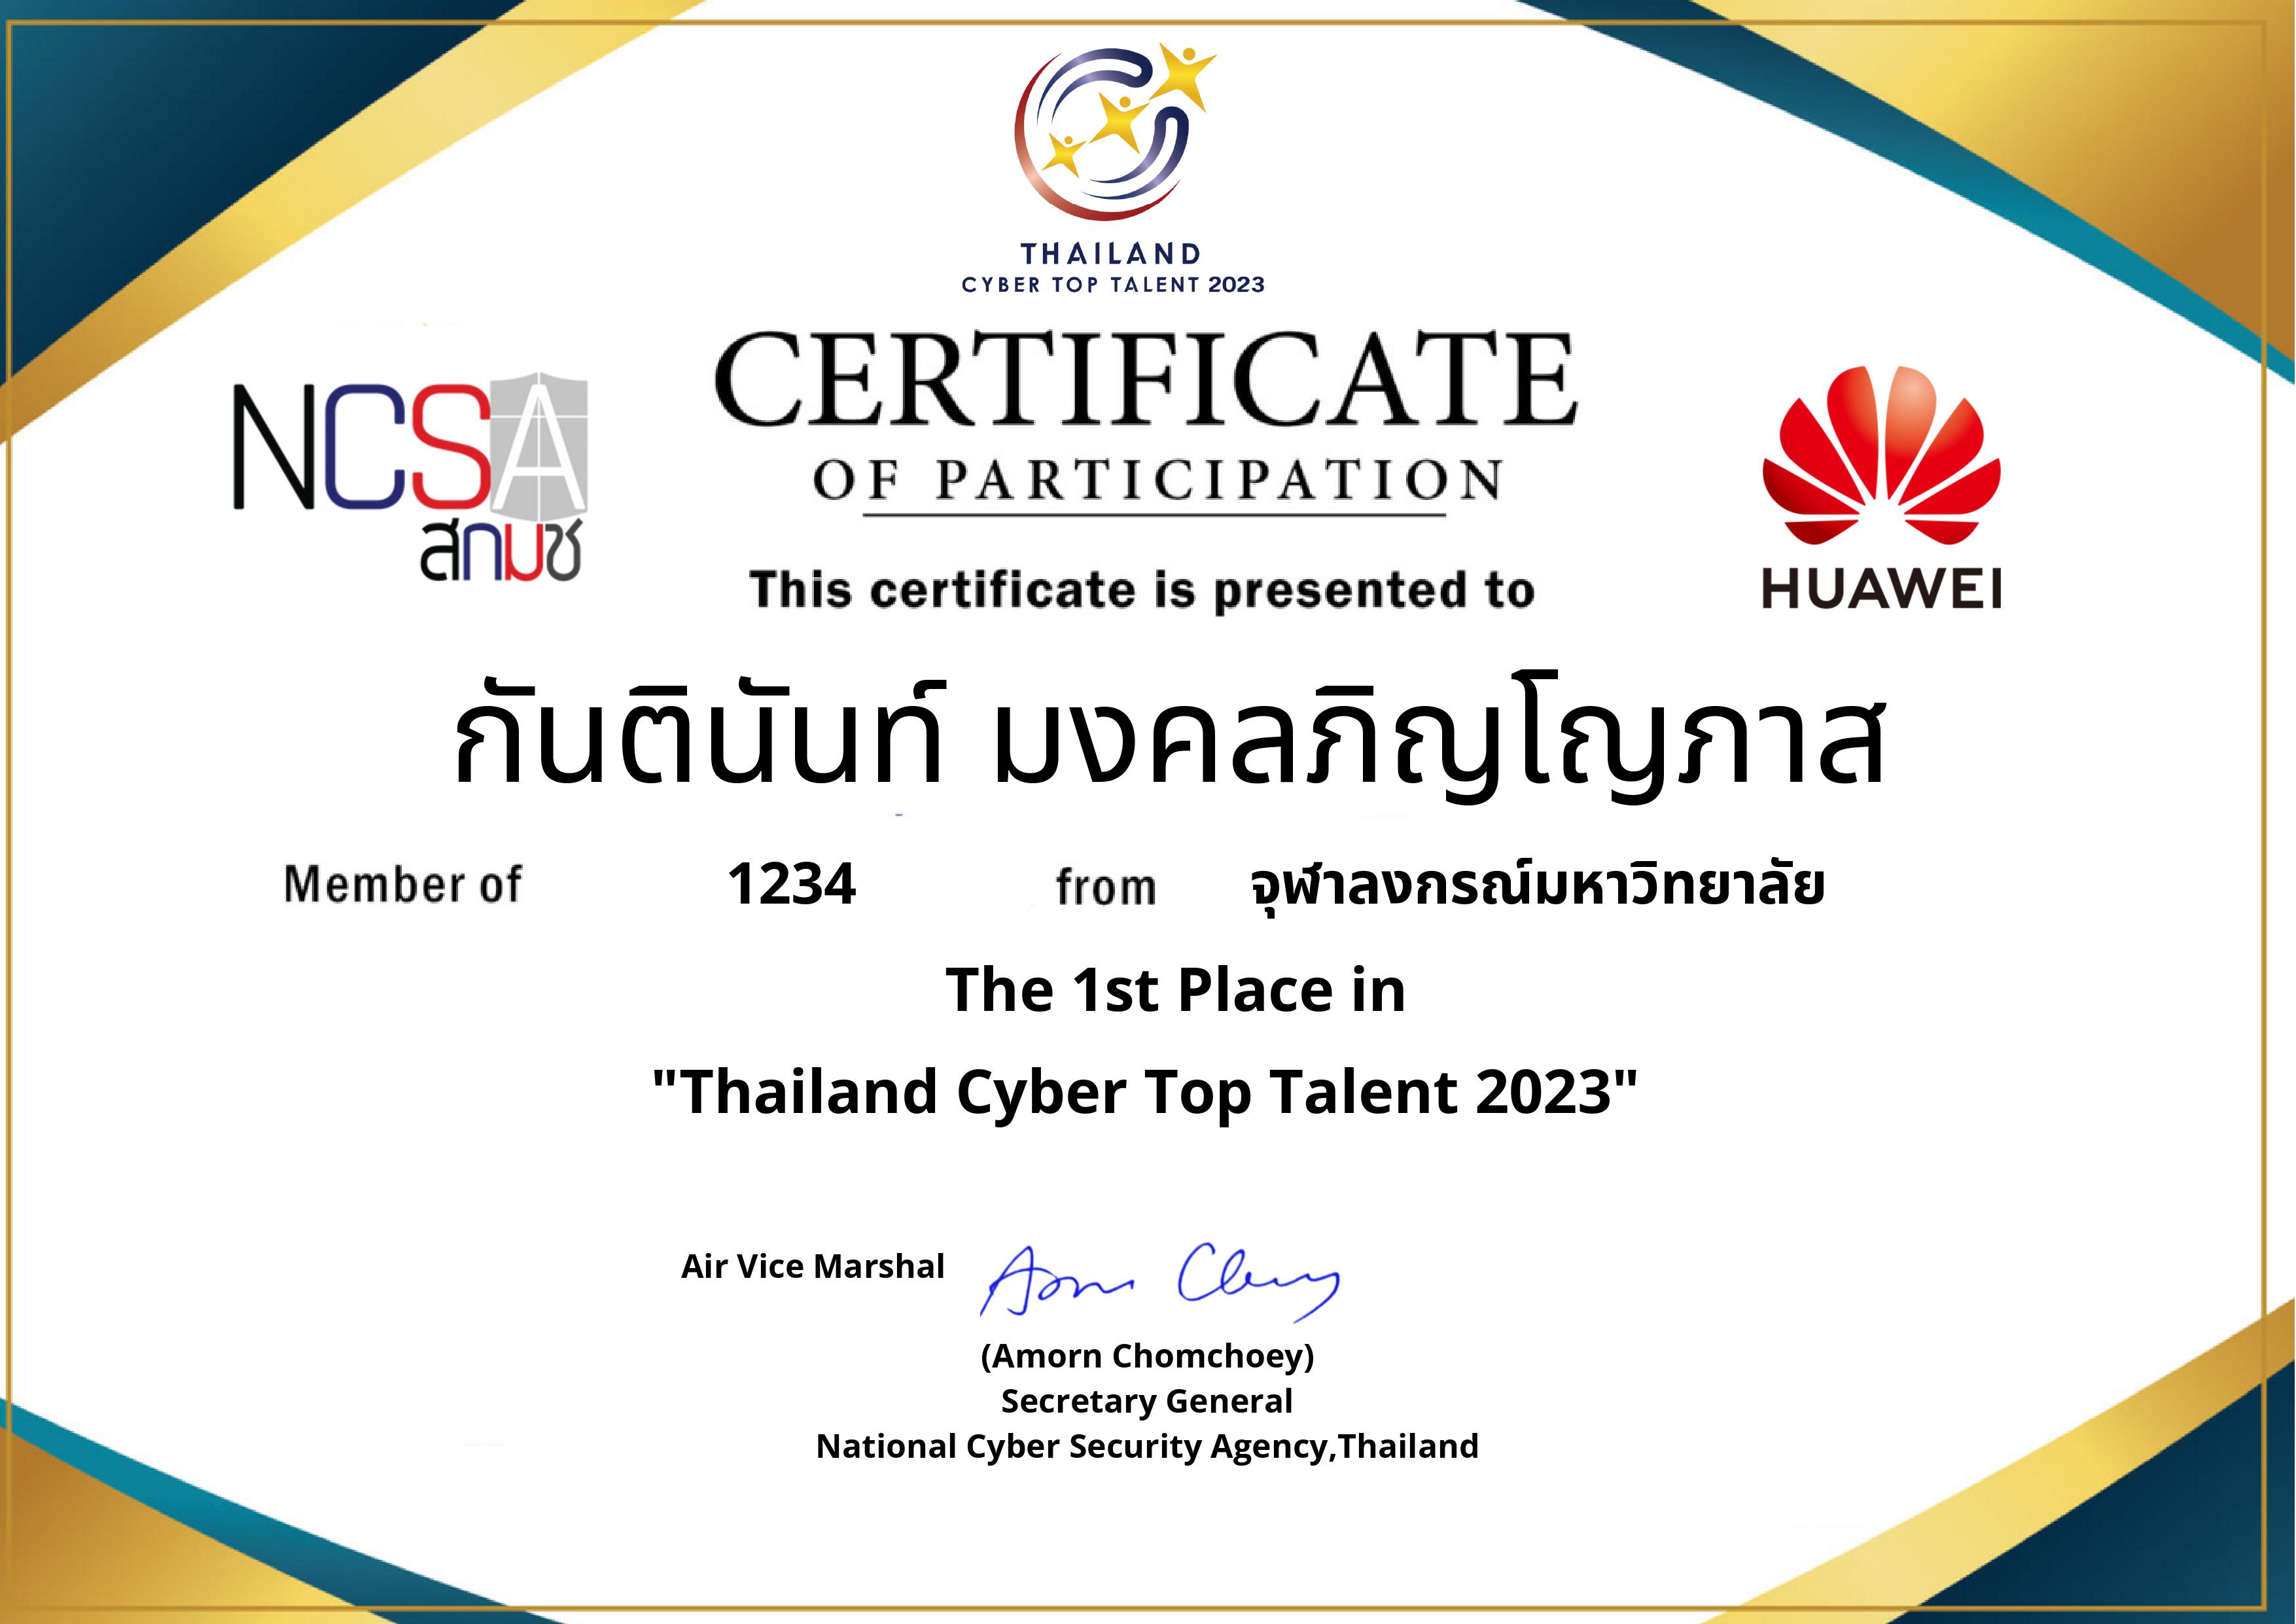 THAILAND
CYBER TOP TALENT 2023
CERTIFICATE
OF PARTICIPATION
NCSA
สกมช
HUAWEI
This certificate is presented to
กันตินันท์ มงคลภิญโญภาส
Member of 1234 from จุฬาลงกรณ์มหาวิทยาลัย
The 1st Place in
"Thailand Cyber Top Talent 2023"
Air Vice Marshal
(Amorn Chomchoey)
Secretary General
National Cyber Security Agency,Thailand